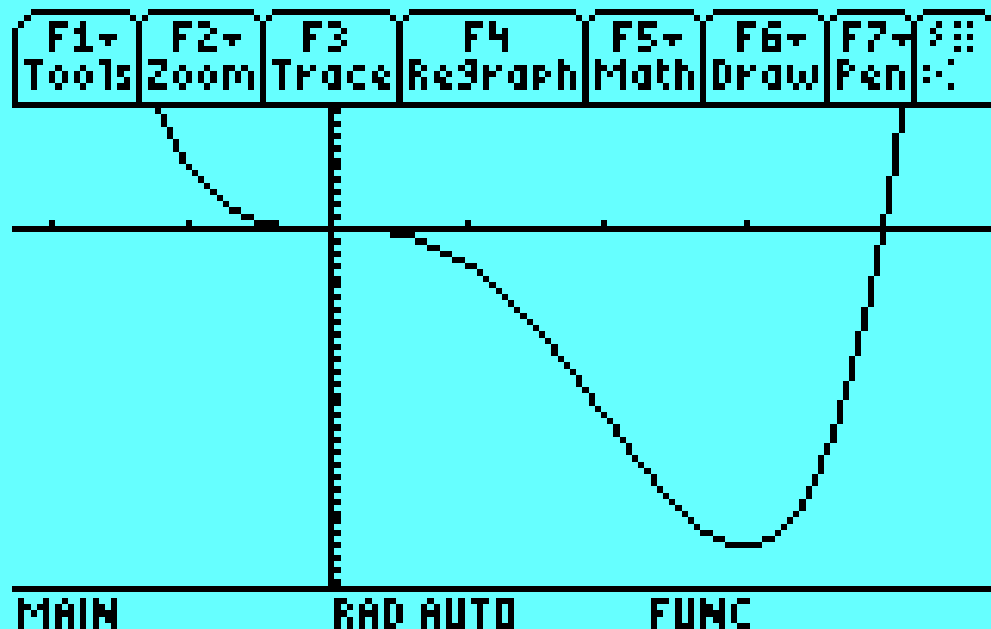 F1 F2 F3 F4 F5 F6 F7
Tools Zoom Trace ReGraph Math Draw Pen
MAIN RAD AUTO FUNC